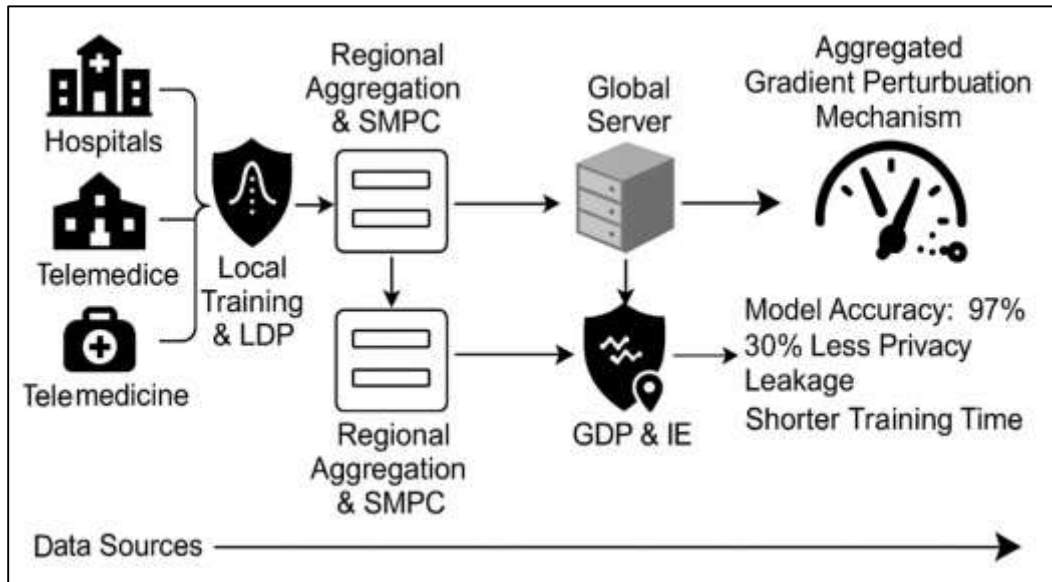 Hospitals
Telemedice
Telemedicine
Local
Training
& LDP
Regional
Aggregation
& SMPC
Regional
Aggregation
& SMPC
Global
Server
GDP & IE
Aggregated
Gradient Perturbuation
Mechanism
Model Accuracy: 97%
30% Less Privacy
Leakage
Shorter Training Time
Data Sources